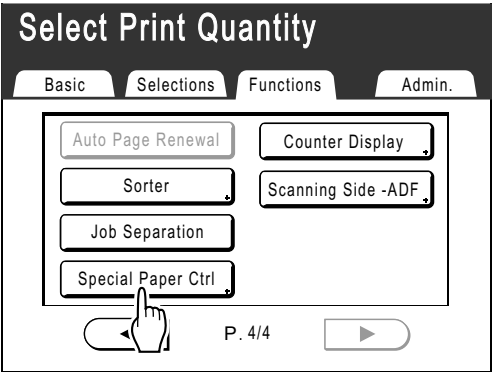 Select Print Quantity
Basic Selections Functions Admin.
Auto Page Renewal Counter Display
Sorter Scanning Side -ADF
Job Separation
Special Paper Ctrl
P. 4/4